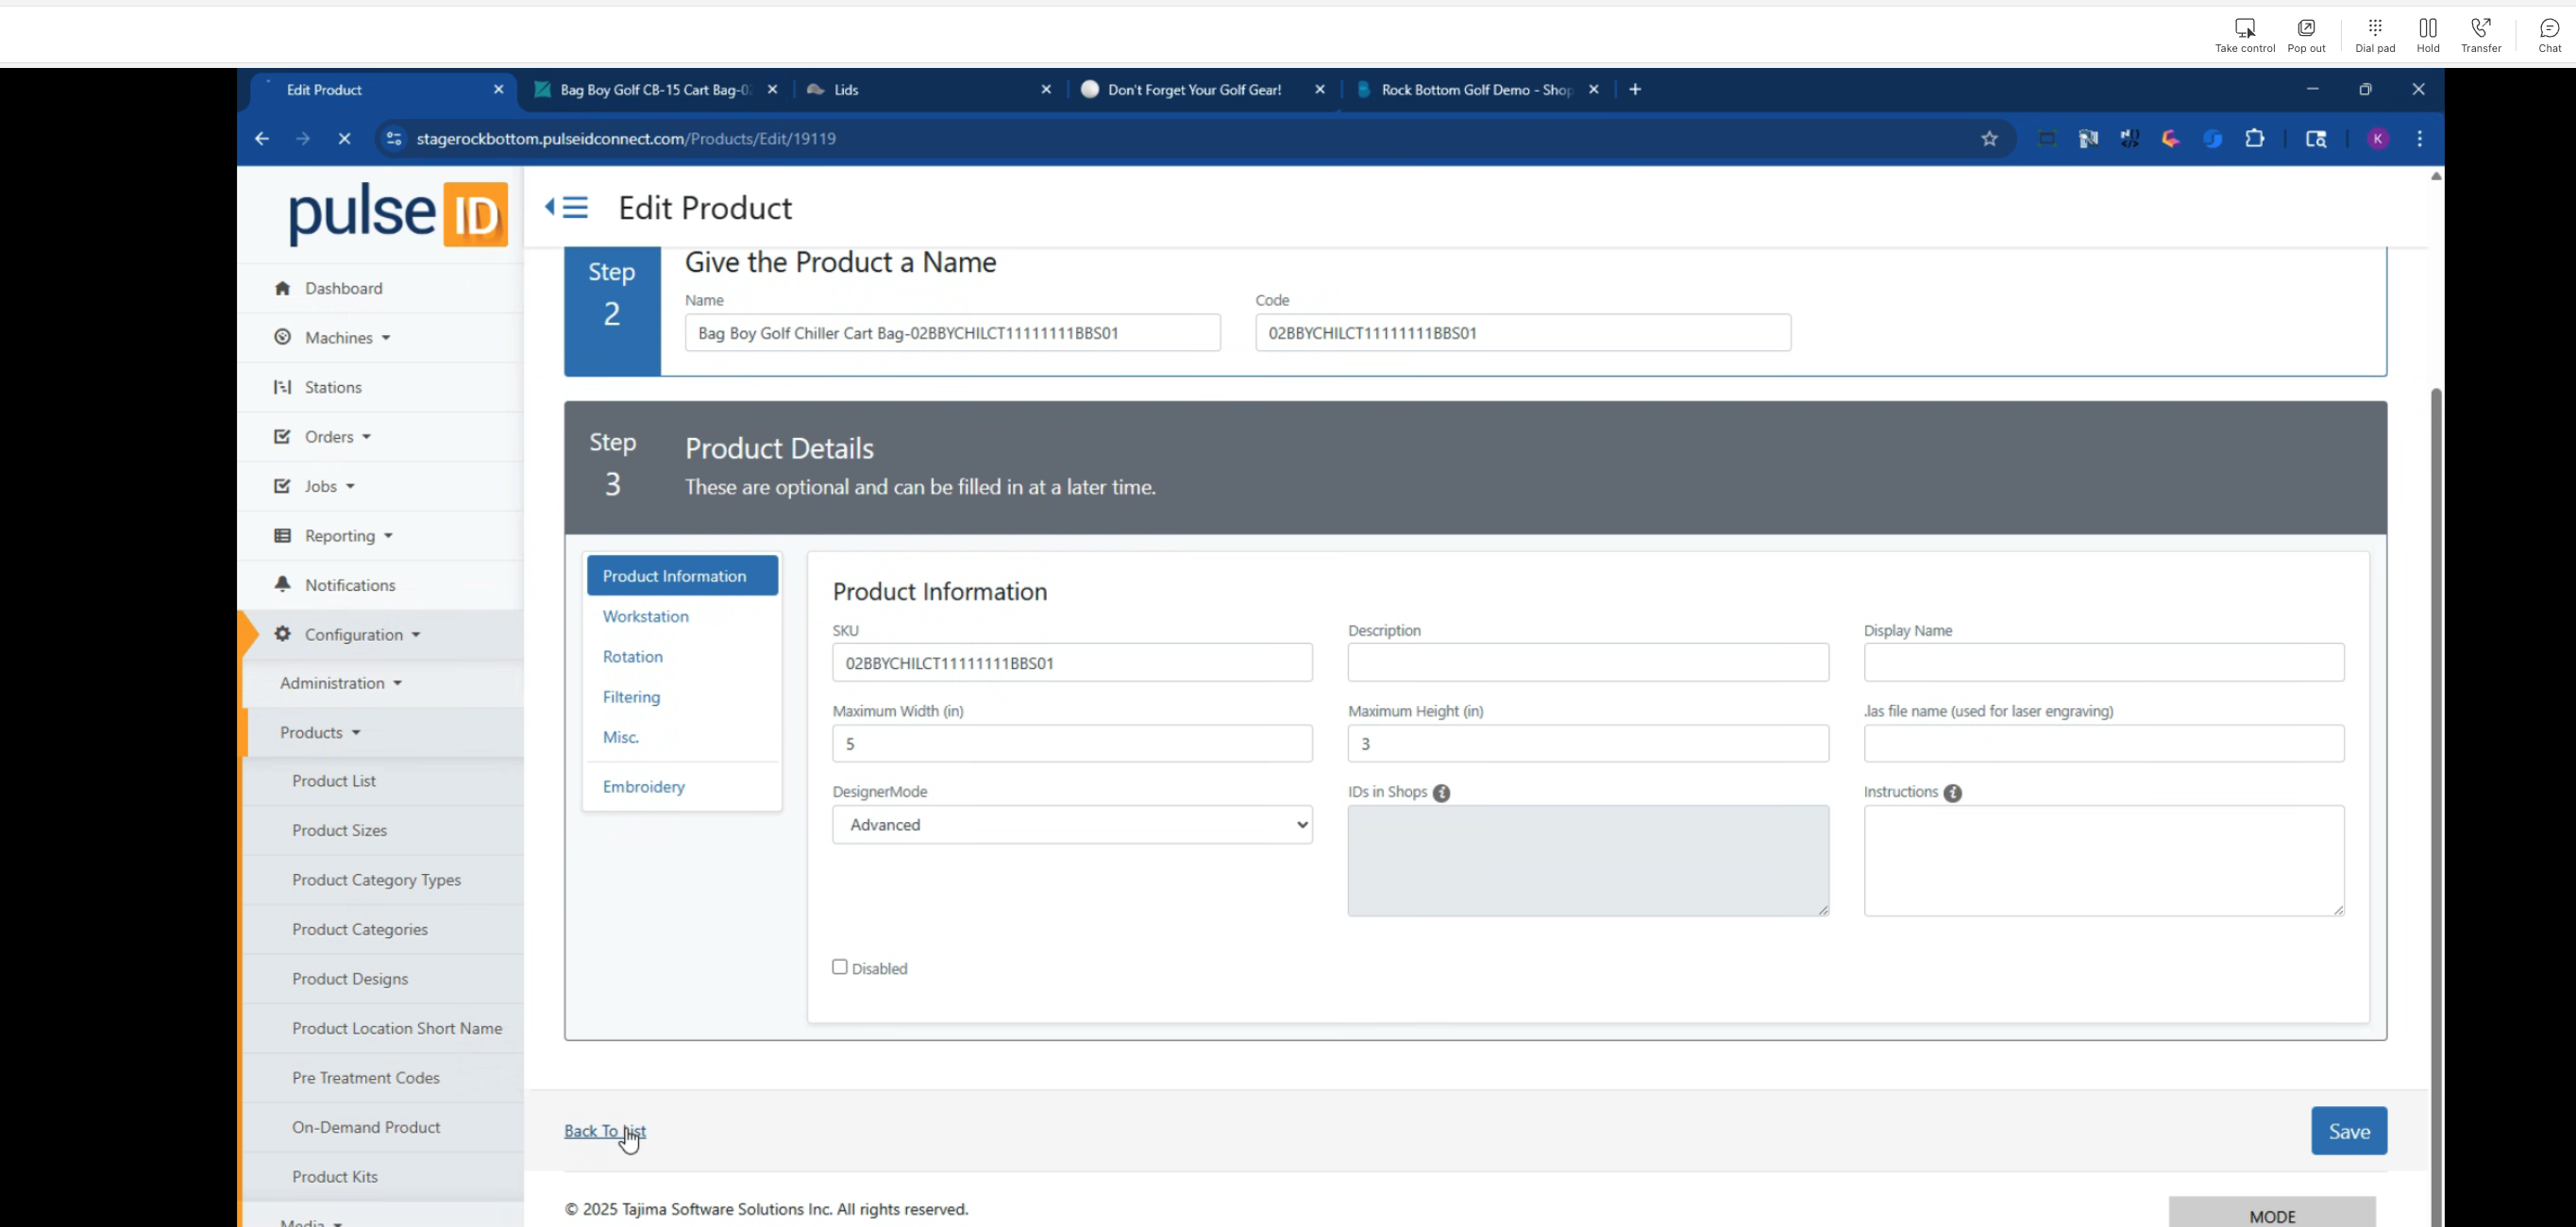 Take control
Pop out
Dial pad
Hold
Transfer
Chat
Edit Product
Bag Boy Golf CB-15 Cart Bag-0
Lids
Don't Forget Your Golf Gear!
Rock Bottom Golf Demo - Shop
stagerockbottom.pulseidconnect.com/Products/Edit/19119
K
pulse ID
Edit Product
Dashboard
Machines
Stations
Orders
Jobs
Reporting
Notifications
Configuration
Administration
Products
Product List
Product Sizes
Product Category Types
Product Categories
Product Designs
Product Location Short Name
Pre Treatment Codes
On-Demand Product
Product Kits
Media
Step
2
Give the Product a Name
Name
Code
Bag Boy Golf Chiller Cart Bag-02BBYCHILCT11111111BBS01
02BBYCHILCT11111111BBS01
Step
3
Product Details
These are optional and can be filled in at a later time.
Product Information
Workstation
Rotation
Filtering
Misc.
Embroidery
Product Information
SKU
Description
Display Name
02BBYCHILCT11111111BBS01
Maximum Width (in)
Maximum Height (in)
.las file name (used for laser engraving)
5
3
DesignerMode
IDs in Shops
Instructions
Advanced
Disabled
Back To List
Save
© 2025 Tajima Software Solutions Inc. All rights reserved.
MODE